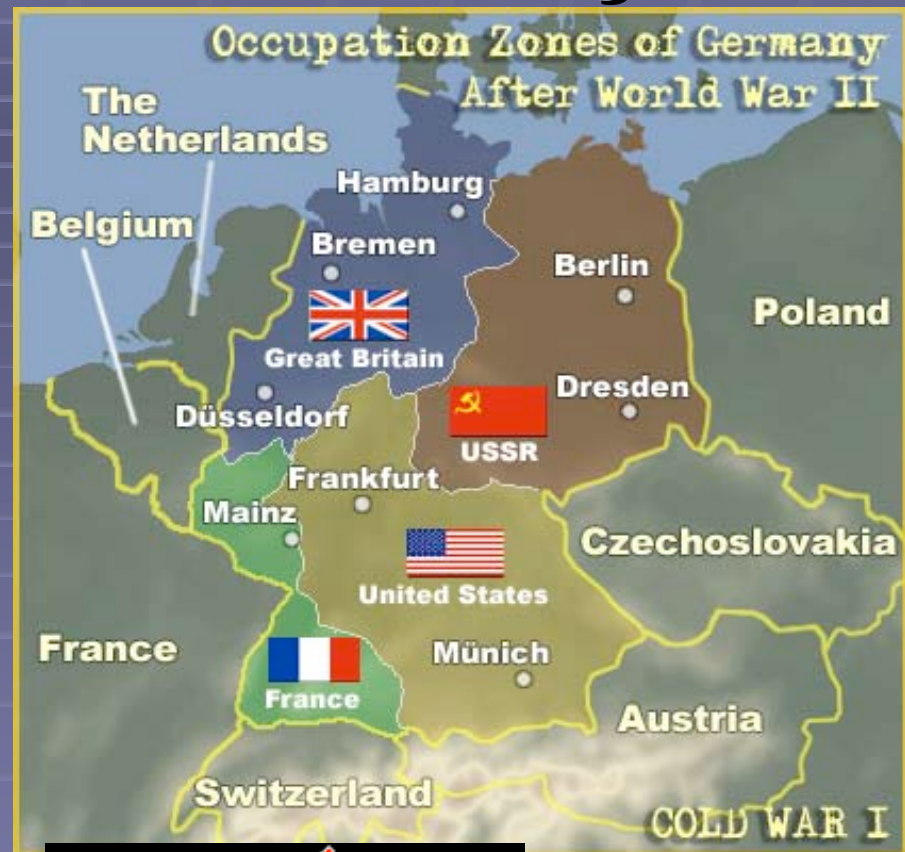 Occupation Zones of Germany
After World War II
The
Netherlands
Hamburg
Belgium
Bremen
Berlin
Poland
Great Britain
Dresden
Düsseldorf
USSR
Frankfurt
Mainz
Czechoslovakia
United States
France
Münich
France
Austria
Switzerland
COLD WAR I